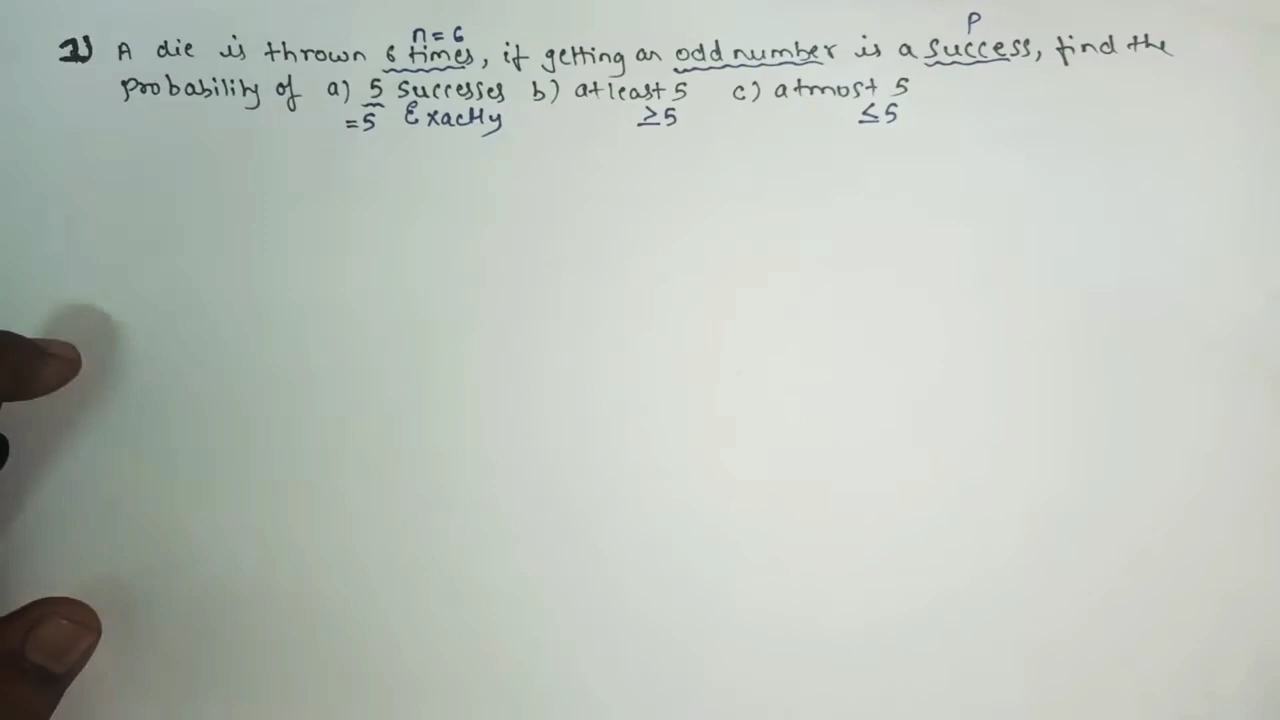 n=6 P
2) A die is thrown 6 times, if getting an odd number is a success, find the
probability of a) 5 successes b) atleast 5 c) atmost 5
=5 Exactly ≥5 ≤5